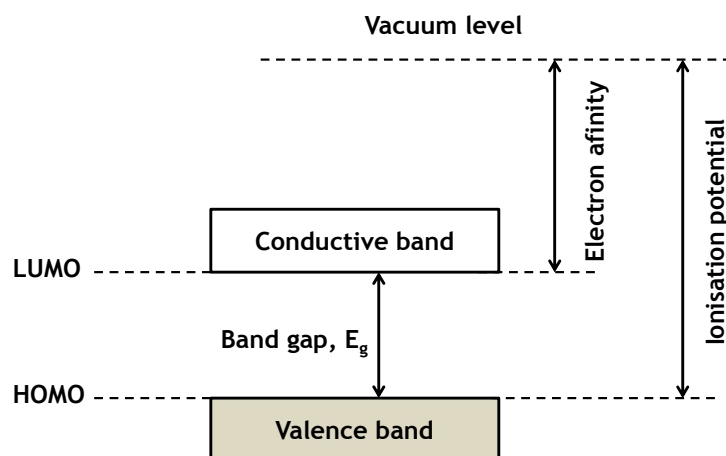 Vacuum level
Electron afinity
Ionisation potential
Conductive band
LUMO
Band gap, Eg
HOMO
Valence band